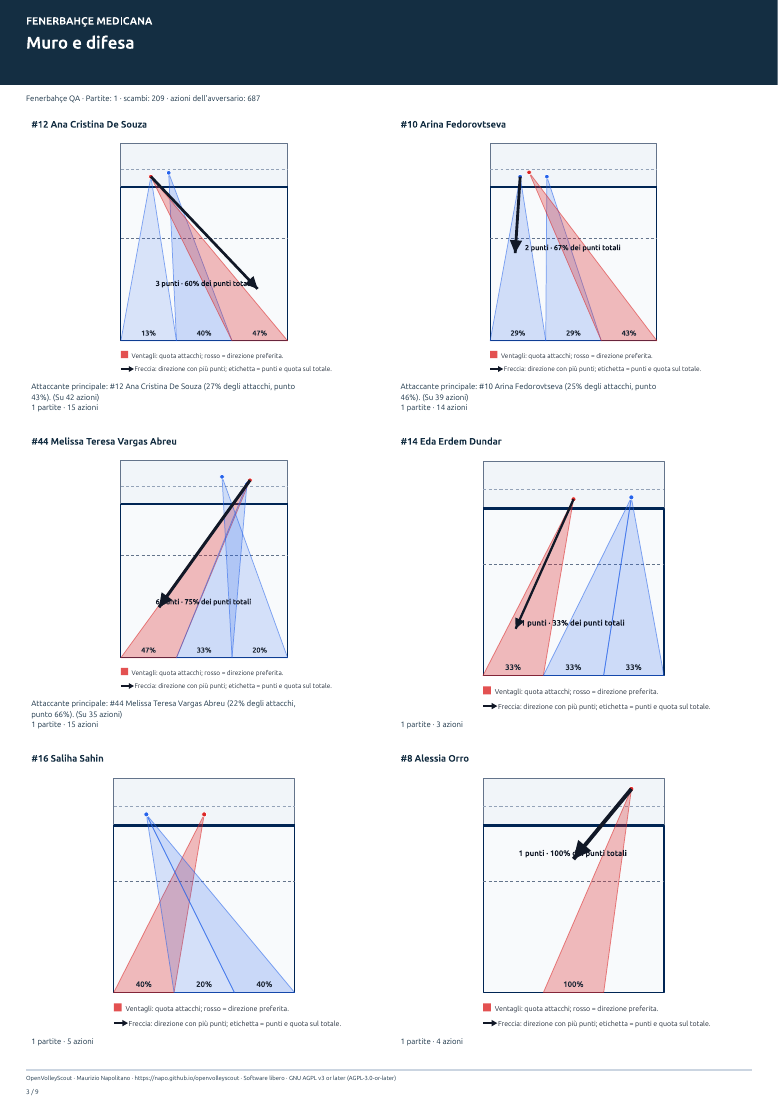 FENERBAHÇE MEDICANA
Muro e difesa
Fenerbahçe QA · Partite: 1 · scambi: 209 · azioni dell'avversario: 687
#12 Ana Cristina De Souza
3 punti · 60% dei punti totali
13%
40%
47%
Ventagli: quota attacchi; rosso = direzione preferita.
Freccia: direzione con più punti; etichetta = punti e quota sul totale.
Attaccante principale: #12 Ana Cristina De Souza (27% degli attacchi, punto
43%). (Su 42 azioni)
1 partite · 15 azioni
#10 Arina Fedorovtseva
2 punti · 67% dei punti totali
29%
29%
43%
Ventagli: quota attacchi; rosso = direzione preferita.
Freccia: direzione con più punti; etichetta = punti e quota sul totale.
Attaccante principale: #10 Arina Fedorovtseva (25% degli attacchi, punto
46%). (Su 39 azioni)
1 partite · 14 azioni
#44 Melissa Teresa Vargas Abreu
6 punti · 75% dei punti totali
47%
33%
20%
Ventagli: quota attacchi; rosso = direzione preferita.
Freccia: direzione con più punti; etichetta = punti e quota sul totale.
Attaccante principale: #44 Melissa Teresa Vargas Abreu (22% degli attacchi,
punto 66%). (Su 35 azioni)
1 partite · 15 azioni
#14 Eda Erdem Dundar
1 punti · 33% dei punti totali
33%
33%
33%
Ventagli: quota attacchi; rosso = direzione preferita.
Freccia: direzione con più punti; etichetta = punti e quota sul totale.
1 partite · 3 azioni
#16 Saliha Sahin
40%
20%
40%
Ventagli: quota attacchi; rosso = direzione preferita.
Freccia: direzione con più punti; etichetta = punti e quota sul totale.
1 partite · 5 azioni
#8 Alessia Orro
1 punti · 100% dei punti totali
100%
Ventagli: quota attacchi; rosso = direzione preferita.
Freccia: direzione con più punti; etichetta = punti e quota sul totale.
1 partite · 4 azioni
OpenVolleyScout · Maurizio Napolitano · https://napo.github.io/openvolleyscout · Software libero · GNU AGPL v3 or later (AGPL-3.0-or-later)
3 / 9